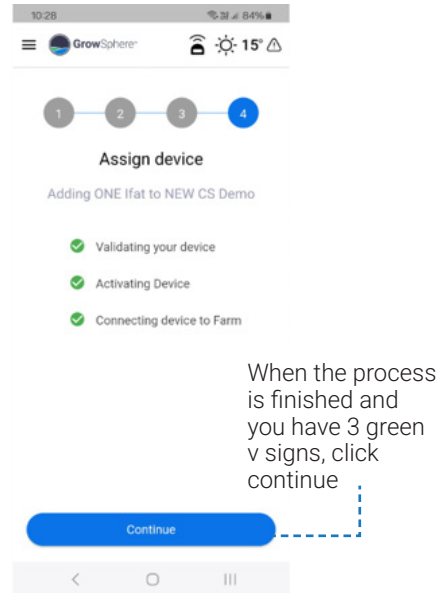 10:28 84%
GrowSphere™ 15°
1 2 3 4
Assign device
Adding ONE Ifat to NEW CS Demo
Validating your device
Activating Device
Connecting device to Farm
When the process
is finished and
you have 3 green
v signs, click
continue
Continue